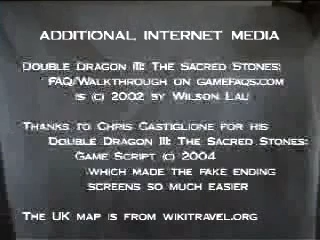 ADDITIONAL INTERNET MEDIA
Double Dragon III: The Sacred Stones:
FAQ/Walkthrough on gamefaqs.com
is (c) 2002 by Wilson Lau
Thanks to Chris Castiglione for his
Double Dragon III: The Sacred Stones:
Game Script (c) 2004
which made the fake ending
screens so much easier
The UK map is from wikitravel.org